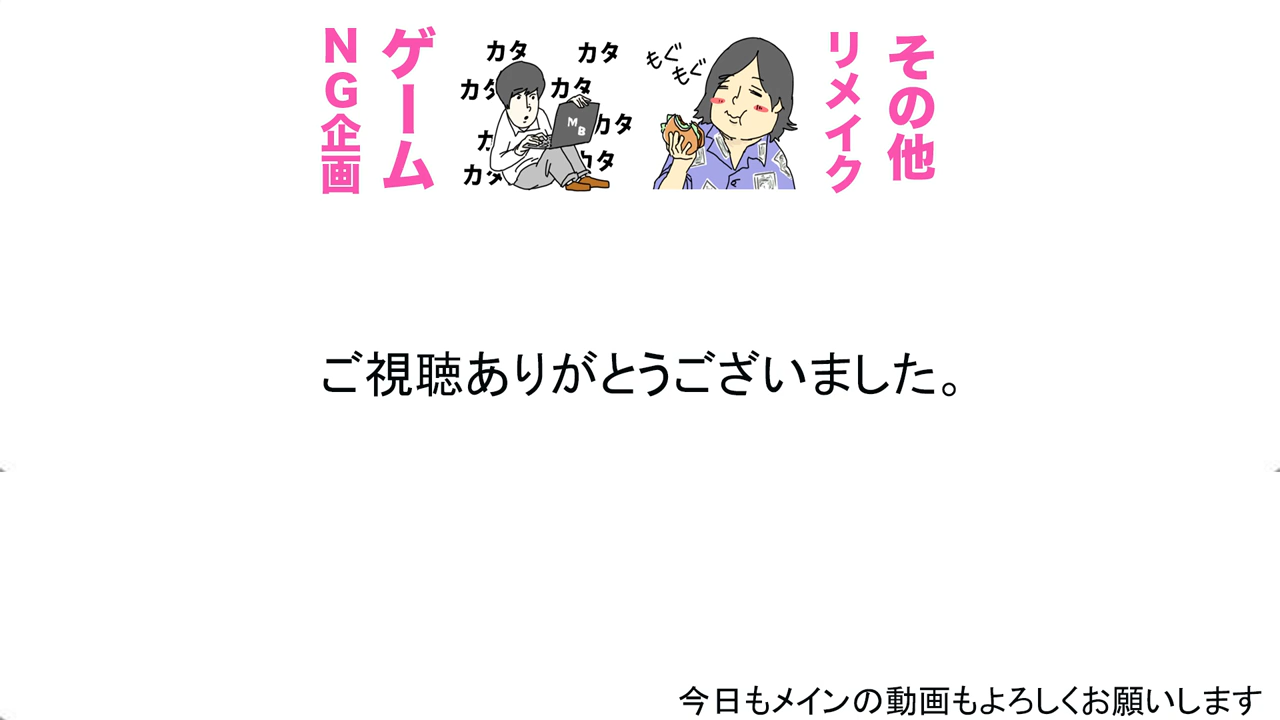 ゲーム
NG企画
カタ
カタ
カタ
カタ
カタ
カタ
カタ
カタ
MB
もぐ
もぐ
その他
リメイク
ご視聴ありがとうございました。
今日もメインの動画もよろしくお願いします